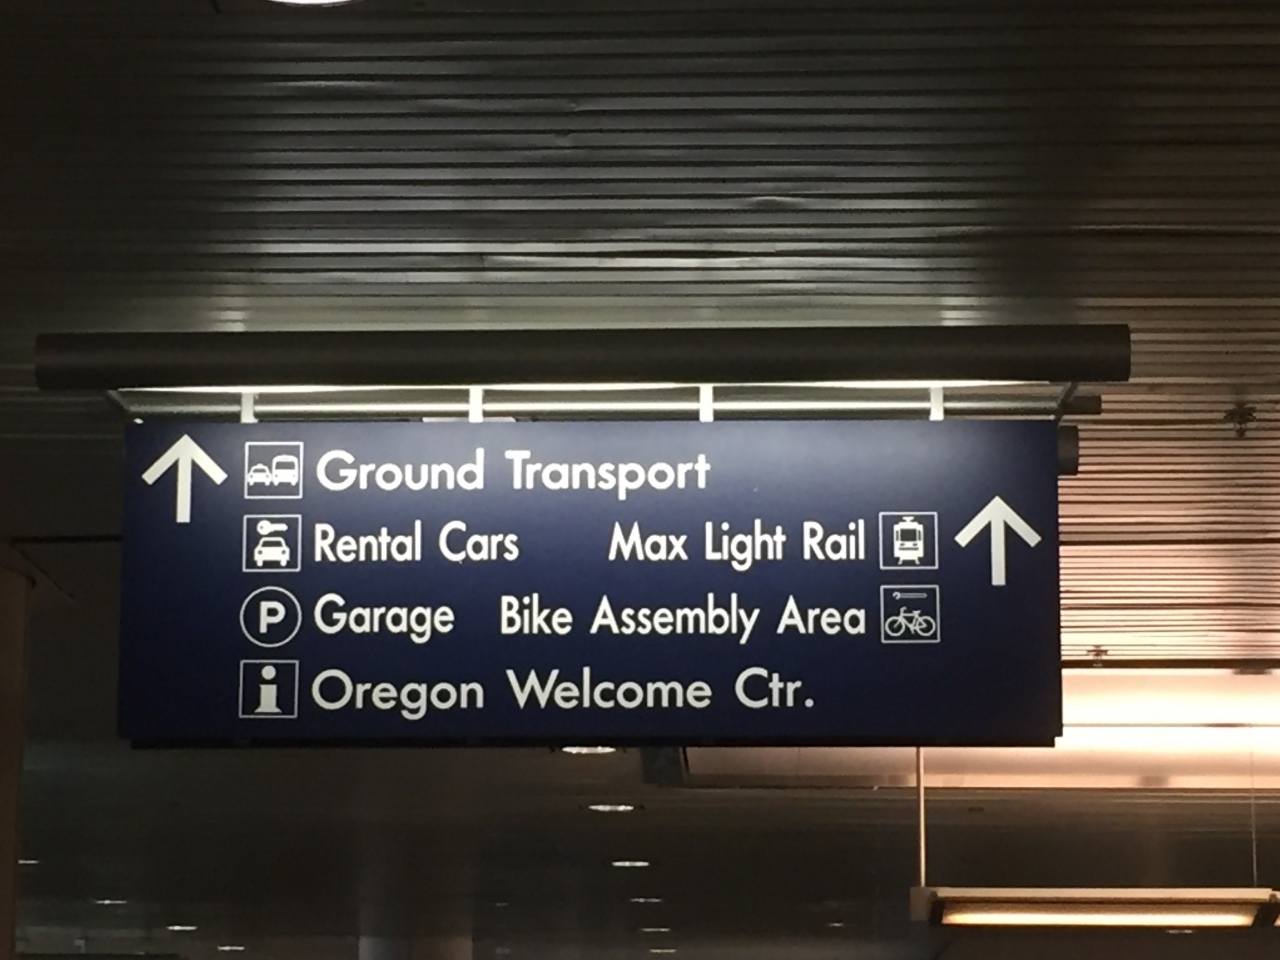 Ground Transport
Rental Cars Max Light Rail
P Garage Bike Assembly Area
i Oregon Welcome Ctr.